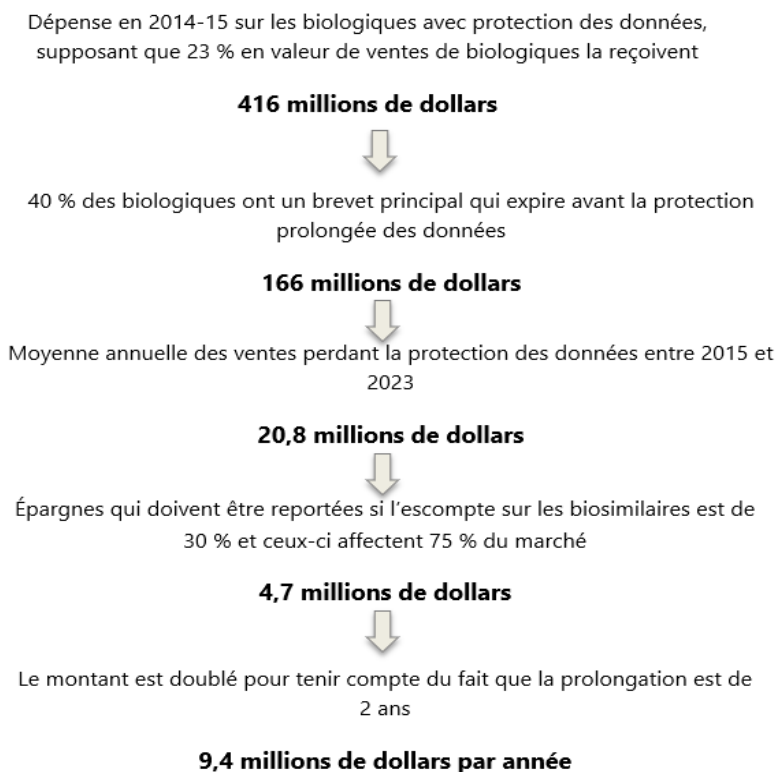 Dépense en 2014-15 sur les biologiques avec protection des données,
supposant que 23 % en valeur de ventes de biologiques la reçoivent
416 millions de dollars
40 % des biologiques ont un brevet principal qui expire avant la protection
prolongée des données
166 millions de dollars
Moyenne annuelle des ventes perdant la protection des données entre 2015 et
2023
20,8 millions de dollars
Épargnes qui doivent être reportées si l’escompte sur les biosimilaires est de
30 % et ceux-ci affectent 75 % du marché
4,7 millions de dollars
Le montant est doublé pour tenir compte du fait que la prolongation est de
2 ans
9,4 millions de dollars par année